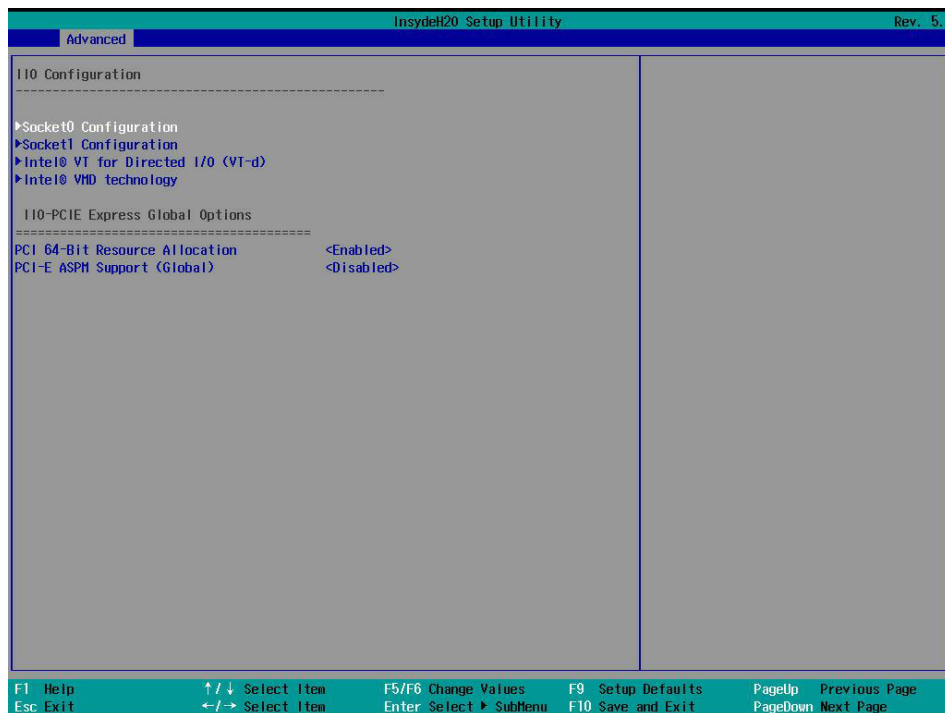 InsydeH20 Setup Utility Rev. 5.
Advanced
IIO Configuration
--------------------------------------------------
▶Socket0 Configuration
▶Socket1 Configuration
▶Intel® VT for Directed I/O (VT-d)
▶Intel® VMD technology
IIO-PCIE Express Global Options
========================================
PCI 64-Bit Resource Allocation <Enabled>
PCI-E ASPM Support (Global) <Disabled>
F1 Help ↑/↓ Select Item F5/F6 Change Values F9 Setup Defaults PageUp Previous Page
Esc Exit ←/→ Select Item Enter Select ▶ SubMenu F10 Save and Exit PageDown Next Page